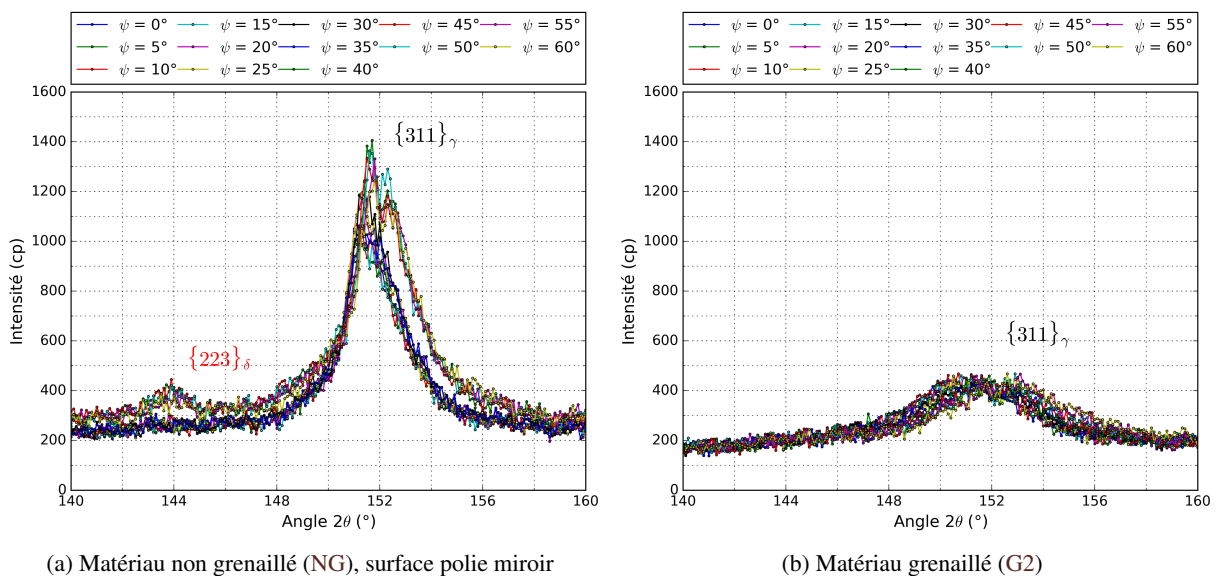 ψ = 0° ψ = 15° ψ = 30° ψ = 45° ψ = 55°
ψ = 5° ψ = 20° ψ = 35° ψ = 50° ψ = 60°
ψ = 10° ψ = 25° ψ = 40°
1600
1400
1200
1000
800
600
400
200
0
Intensité (cp)
{311}γ
{223}δ
140 144 148 152 156 160
Angle 2θ (°)
(a) Matériau non grenaillé (NG), surface polie miroir
ψ = 0° ψ = 15° ψ = 30° ψ = 45° ψ = 55°
ψ = 5° ψ = 20° ψ = 35° ψ = 50° ψ = 60°
ψ = 10° ψ = 25° ψ = 40°
1600
1400
1200
1000
800
600
400
200
0
Intensité (cp)
{311}γ
140 144 148 152 156 160
Angle 2θ (°)
(b) Matériau grenaillé (G2)